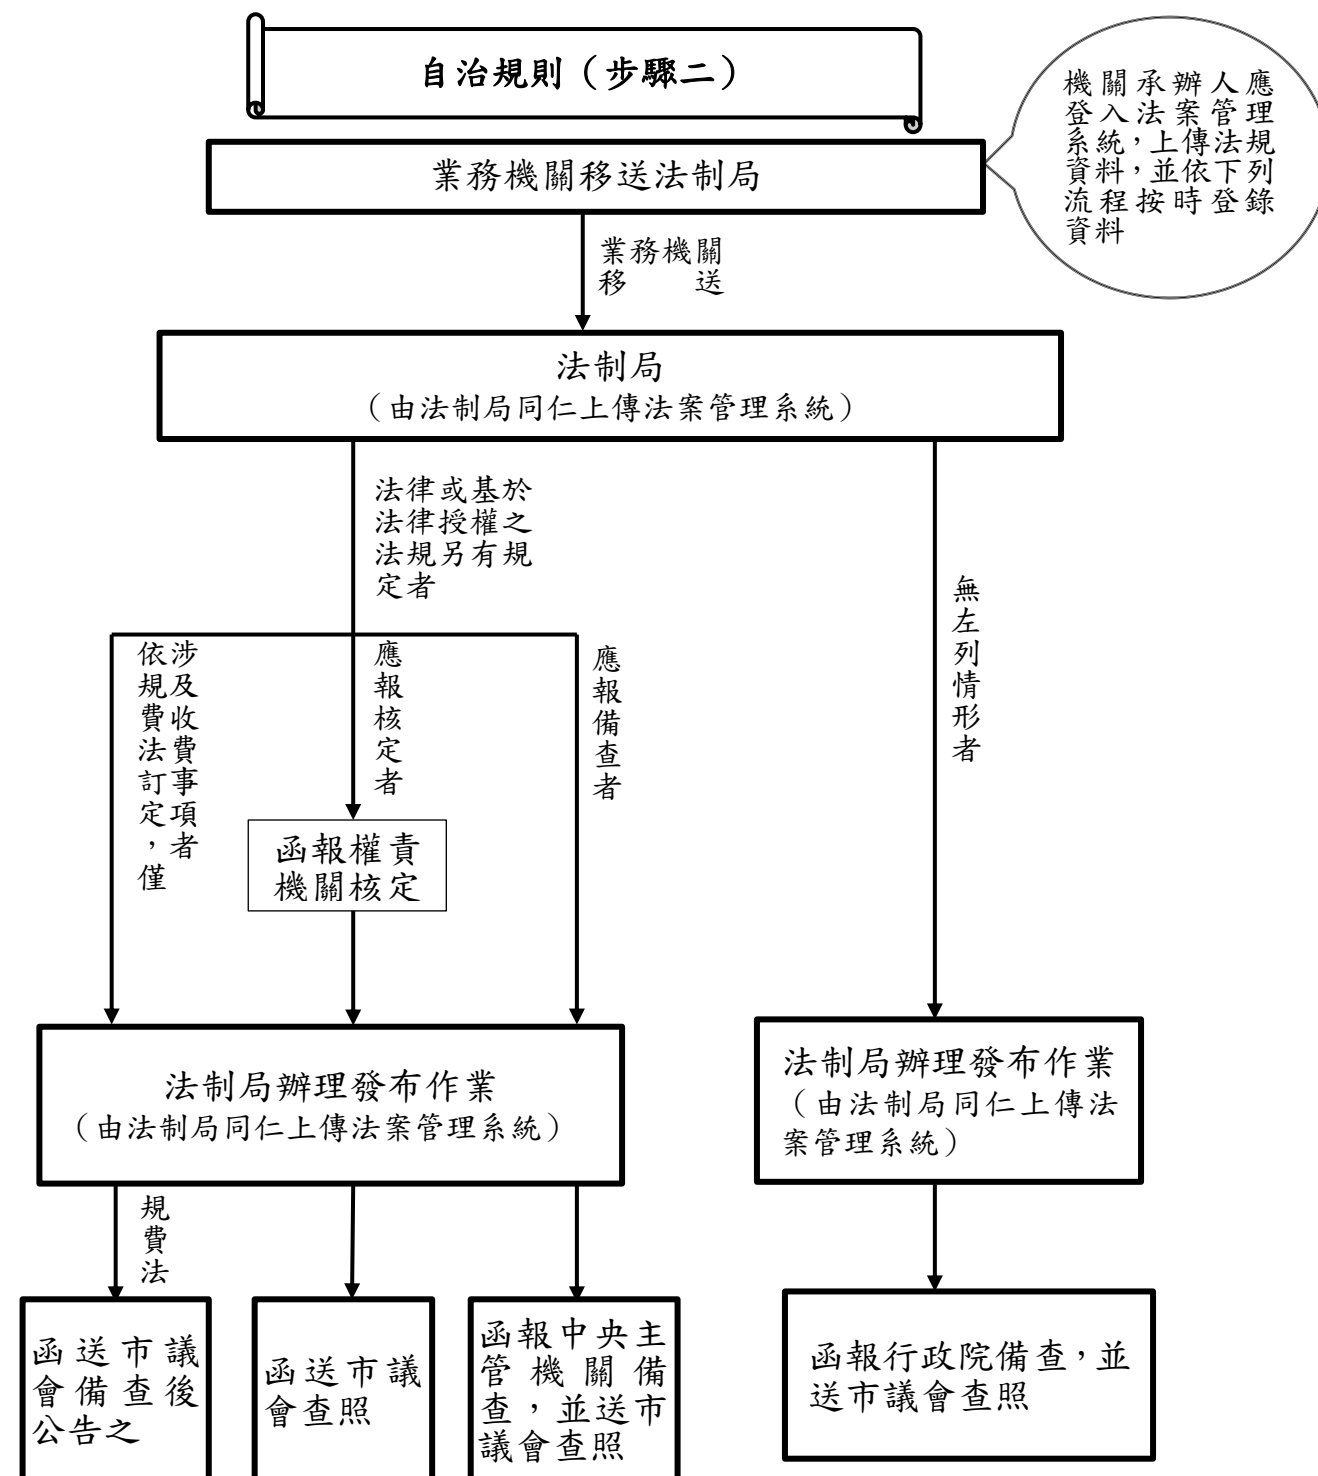 自治規則（步驟二）
機關承辦人應
登入法案管理
系統，上傳法規
資料，並依下列
流程按時登錄
資料
業務機關移送法制局
業務機關
移送
法制局
（由法制局同仁上傳法案管理系統）
法律或基於
法律授權之
法規另有規
定者
無左列情形者
依規費法訂定，僅
涉及收費事項者
應報核定者
應報備查者
函報權責
機關核定
法制局辦理發布作業
（由法制局同仁上傳法案管理系統）
法制局辦理發布作業
（由法制局同仁上傳法
案管理系統）
規費法
函送市議
會備查後
公告之
函送市議
會查照
函報中央主
管機關備
查，並送市
議會查照
函報行政院備查，並
送市議會查照